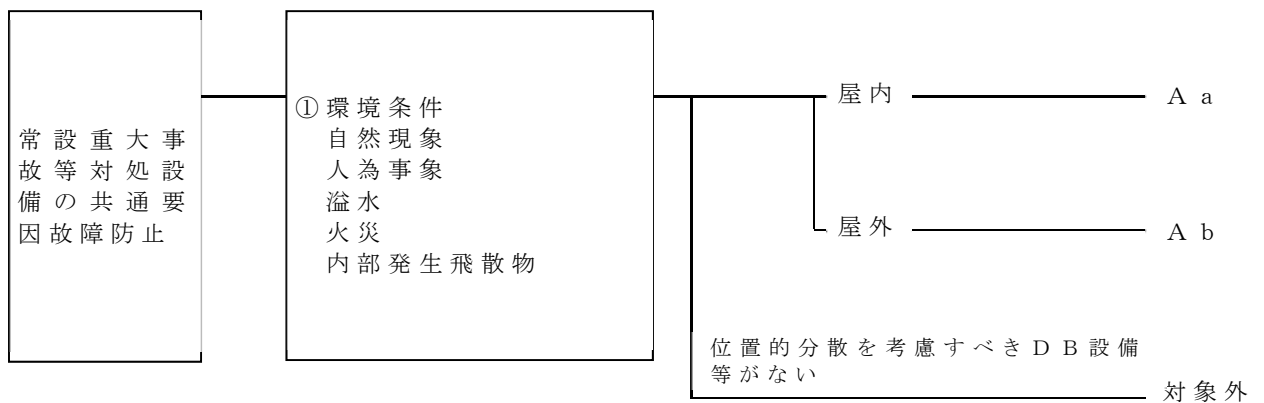 常設重大事
故等対処設
備の共通要
因故障防止
①環境条件
自然現象
人為事象
溢水
火災
内部発生飛散物
屋内
Ａａ
屋外
Ａｂ
位置的分散を考慮すべきＤＢ設備
等がない
対象外